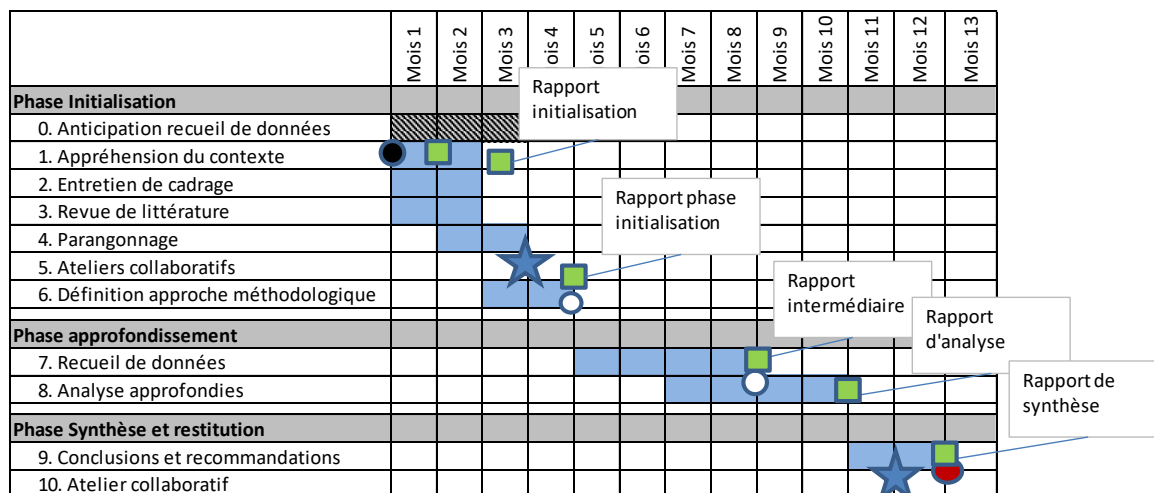 Mois 1
Mois 2
Mois 3
ois 4
ois 5
ois 6
Mois 7
Mois 8
Mois 9
Mois 10
Mois 11
Mois 12
Mois 13
Rapport
initialisation
Phase Initialisation
0. Anticipation recueil de données
1. Appréhension du contexte
2. Entretien de cadrage
3. Revue de littérature
Rapport phase
initialisation
4. Parangonnage
5. Ateliers collaboratifs
6. Définition approche méthodologique
Rapport
intermédiaire
Rapport
d'analyse
Phase approfondissement
7. Recueil de données
8. Analyse approfondies
Rapport de
synthèse
Phase Synthèse et restitution
9. Conclusions et recommandations
10. Atelier collaboratif